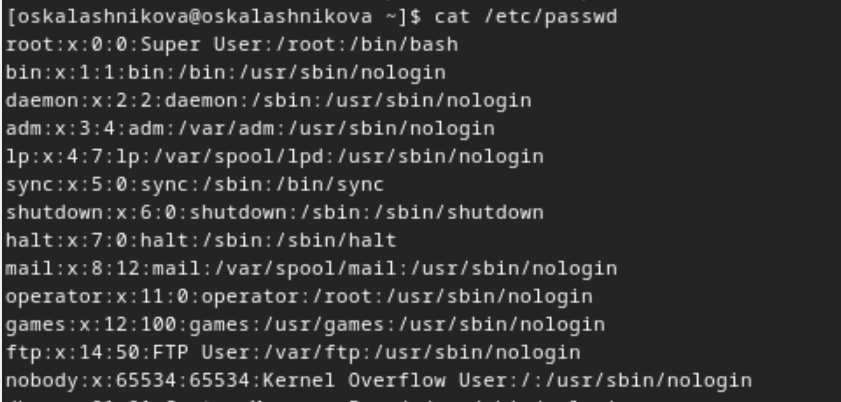 [oskalashnikova@oskalashnikova ~]$ cat /etc/passwd
root:x:0:0:Super User:/root:/bin/bash
bin:x:1:1:bin:/bin:/usr/sbin/nologin
daemon:x:2:2:daemon:/sbin:/usr/sbin/nologin
adm:x:3:4:adm:/var/adm:/usr/sbin/nologin
lp:x:4:7:lp:/var/spool/lpd:/usr/sbin/nologin
sync:x:5:0:sync:/sbin:/bin/sync
shutdown:x:6:0:shutdown:/sbin:/sbin/shutdown
halt:x:7:0:halt:/sbin:/sbin/halt
mail:x:8:12:mail:/var/spool/mail:/usr/sbin/nologin
operator:x:11:0:operator:/root:/usr/sbin/nologin
games:x:12:100:games:/usr/games:/usr/sbin/nologin
ftp:x:14:50:FTP User:/var/ftp:/usr/sbin/nologin
nobody:x:65534:65534:Kernel Overflow User:/:/usr/sbin/nologin